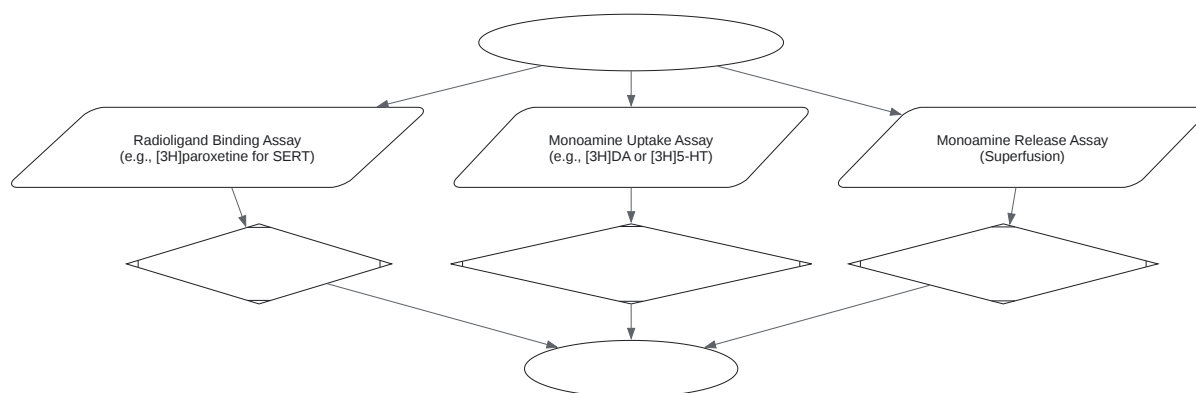 Radioligand Binding Assay
(e.g., [3H]paroxetine for SERT)
Monoamine Uptake Assay
(e.g., [3H]DA or [3H]5-HT)
Monoamine Release Assay
(Superfusion)